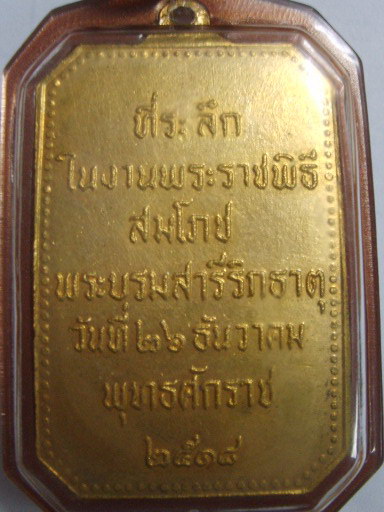 ที่ระลึก
ในงานพระราชพิธี
สมโภช
พระบรมสารีริกธาตุ
วันที่ ๒๖ ธันวาคม
พุทธศักราช
๒๕๑๔